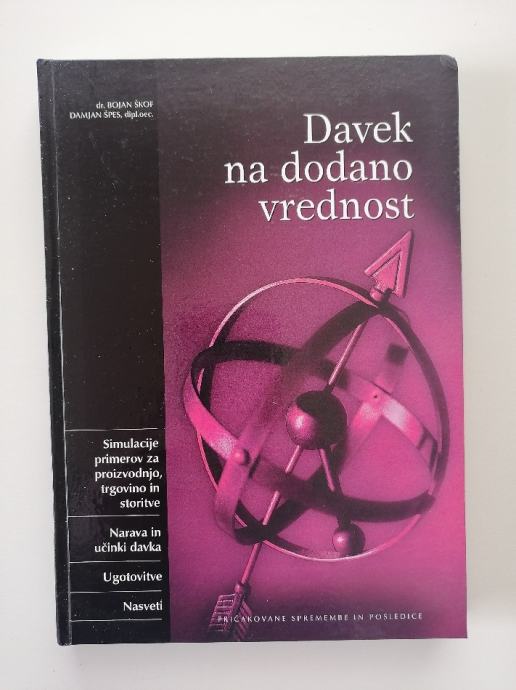 dr. BOJAN ŠKOF
DAMJAN ŠPES, dipl.oec.
Davek
na dodano
vrednost
Simulacije
primerov za
proizvodnjo,
trgovino in
storitve
Narava in
učinki davka
Ugotovitve
Nasveti
PRIČAKOVANE SPREMEMBE IN POSLEDICE